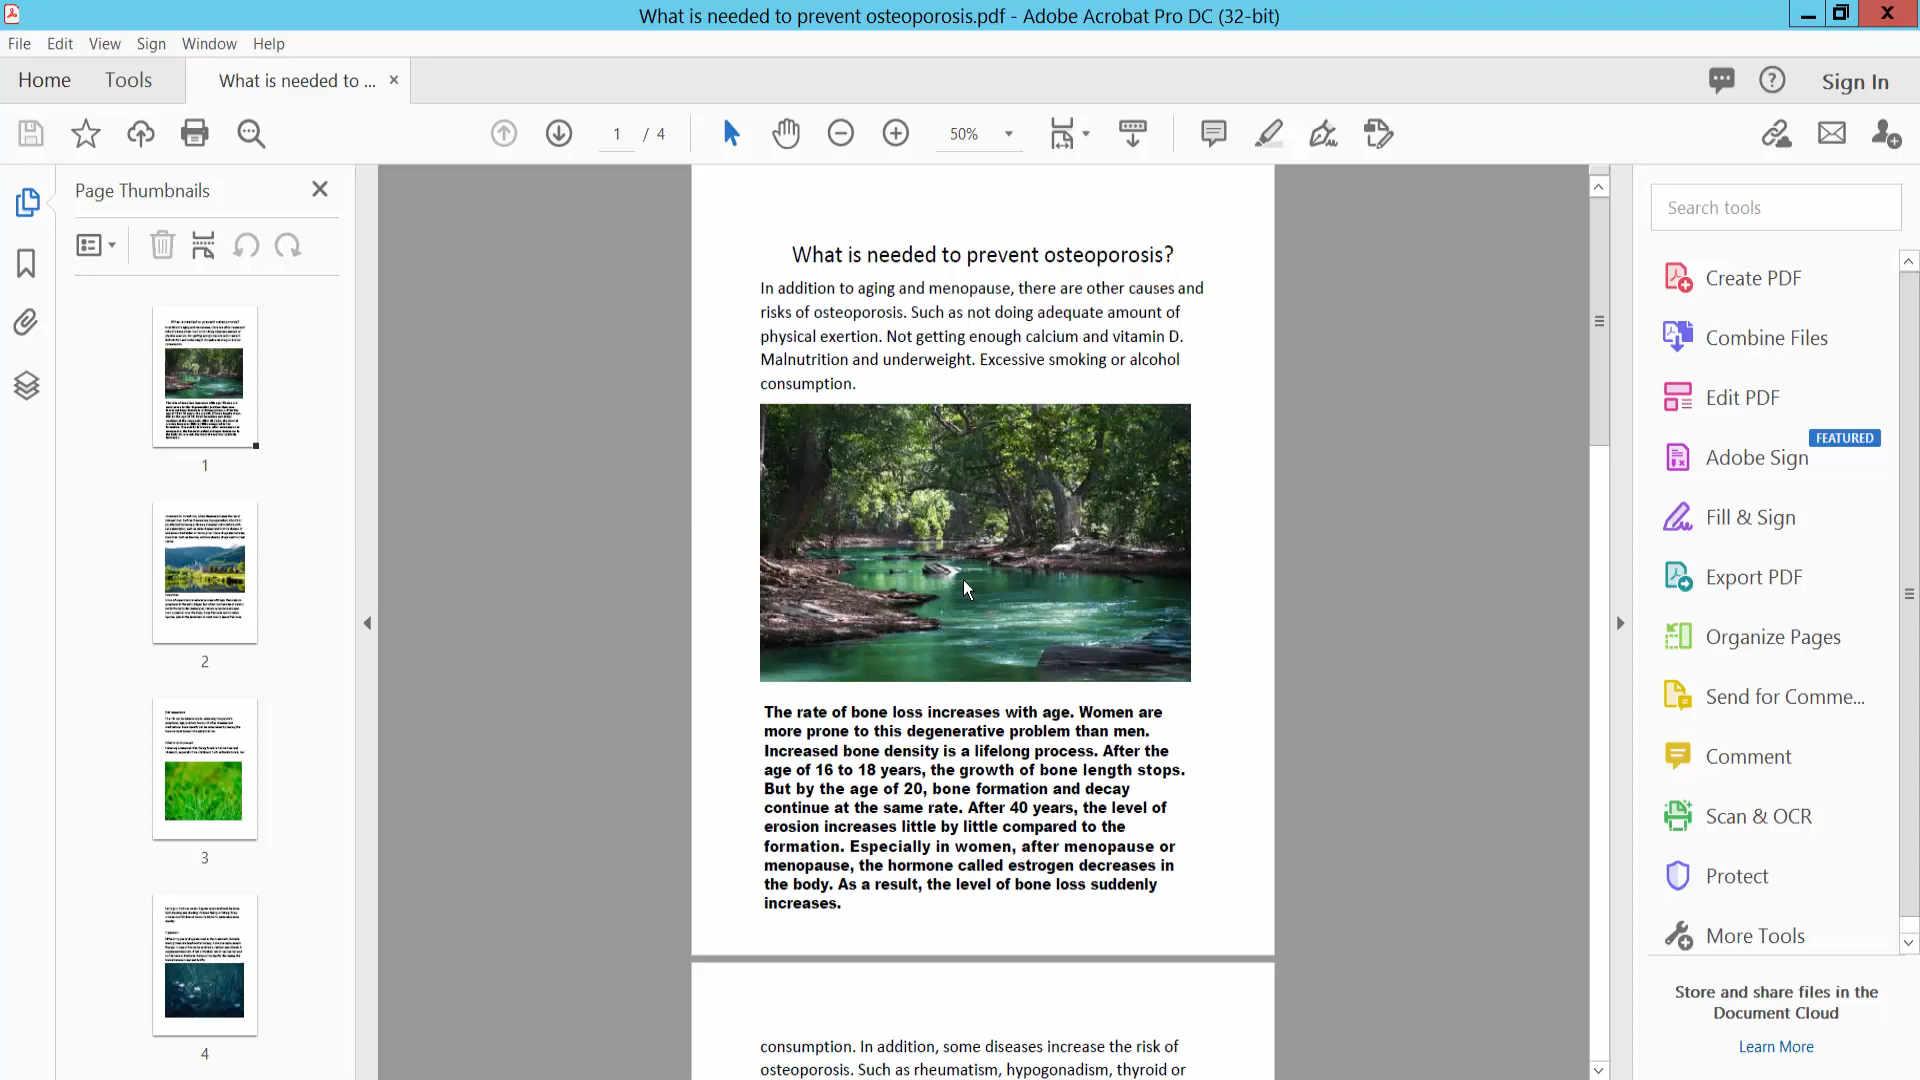 What is needed to prevent osteoporosis.pdf - Adobe Acrobat Pro DC (32-bit)
File Edit View Sign Window Help
Home Tools What is needed to ... × Sign In
1 / 4 50%
Page Thumbnails
1
2
3
4
What is needed to prevent osteoporosis?
In addition to aging and menopause, there are other causes and
risks of osteoporosis. Such as not doing adequate amount of
physical exertion. Not getting enough calcium and vitamin D.
Malnutrition and underweight. Excessive smoking or alcohol
consumption.
The rate of bone loss increases with age. Women are
more prone to this degenerative problem than men.
Increased bone density is a lifelong process. After the
age of 16 to 18 years, the growth of bone length stops.
But by the age of 20, bone formation and decay
continue at the same rate. After 40 years, the level of
erosion increases little by little compared to the
formation. Especially in women, after menopause or
menopause, the hormone called estrogen decreases in
the body. As a result, the level of bone loss suddenly
increases.
consumption. In addition, some diseases increase the risk of
osteoporosis. Such as rheumatism, hypogonadism, thyroid or
Search tools
Create PDF
Combine Files
Edit PDF
FEATURED
Adobe Sign
Fill & Sign
Export PDF
Organize Pages
Send for Comme...
Comment
Scan & OCR
Protect
More Tools
Store and share files in the
Document Cloud
Learn More